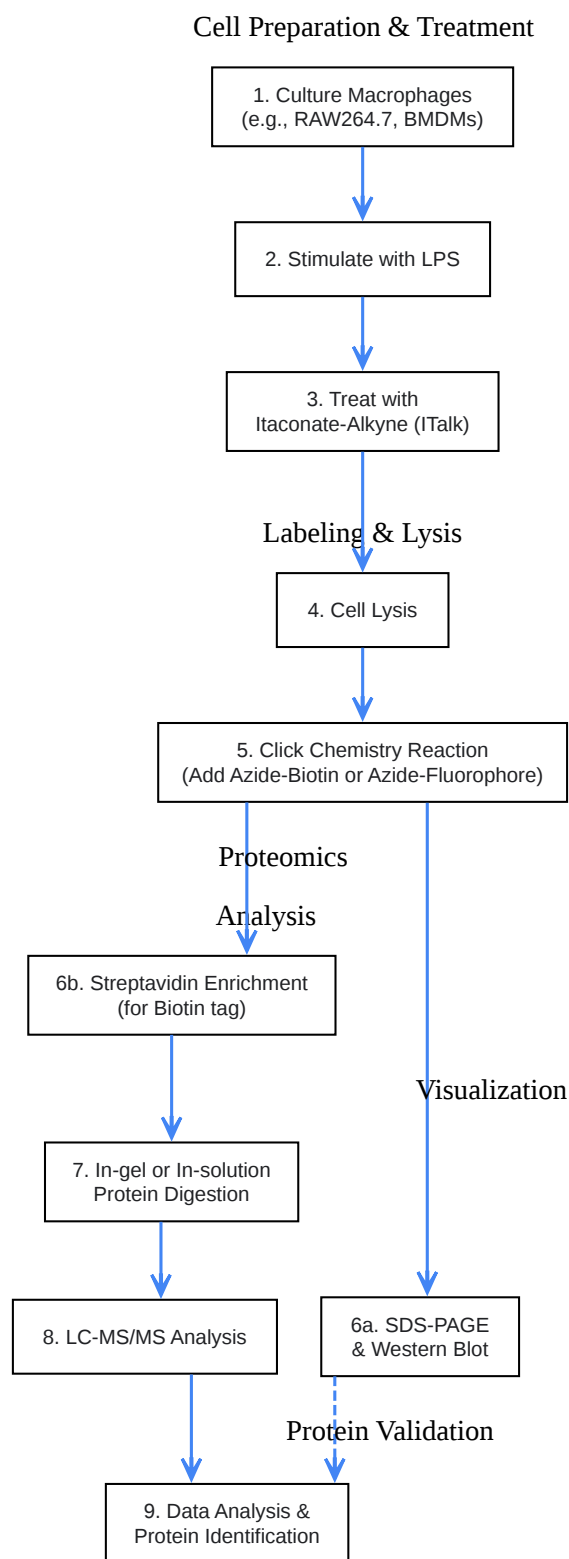 Cell Preparation & Treatment
1. Culture Macrophages
(e.g., RAW264.7, BMDMs)
2. Stimulate with LPS
3. Treat with
Itaconate-Alkyne (ITalk)
Labeling & Lysis
4. Cell Lysis
5. Click Chemistry Reaction
(Add Azide-Biotin or Azide-Fluorophore)
Proteomics
Analysis
6b. Streptavidin Enrichment
(for Biotin tag)
Visualization
7. In-gel or In-solution
Protein Digestion
8. LC-MS/MS Analysis
6a. SDS-PAGE
& Western Blot
Protein Validation
9. Data Analysis &
Protein Identification